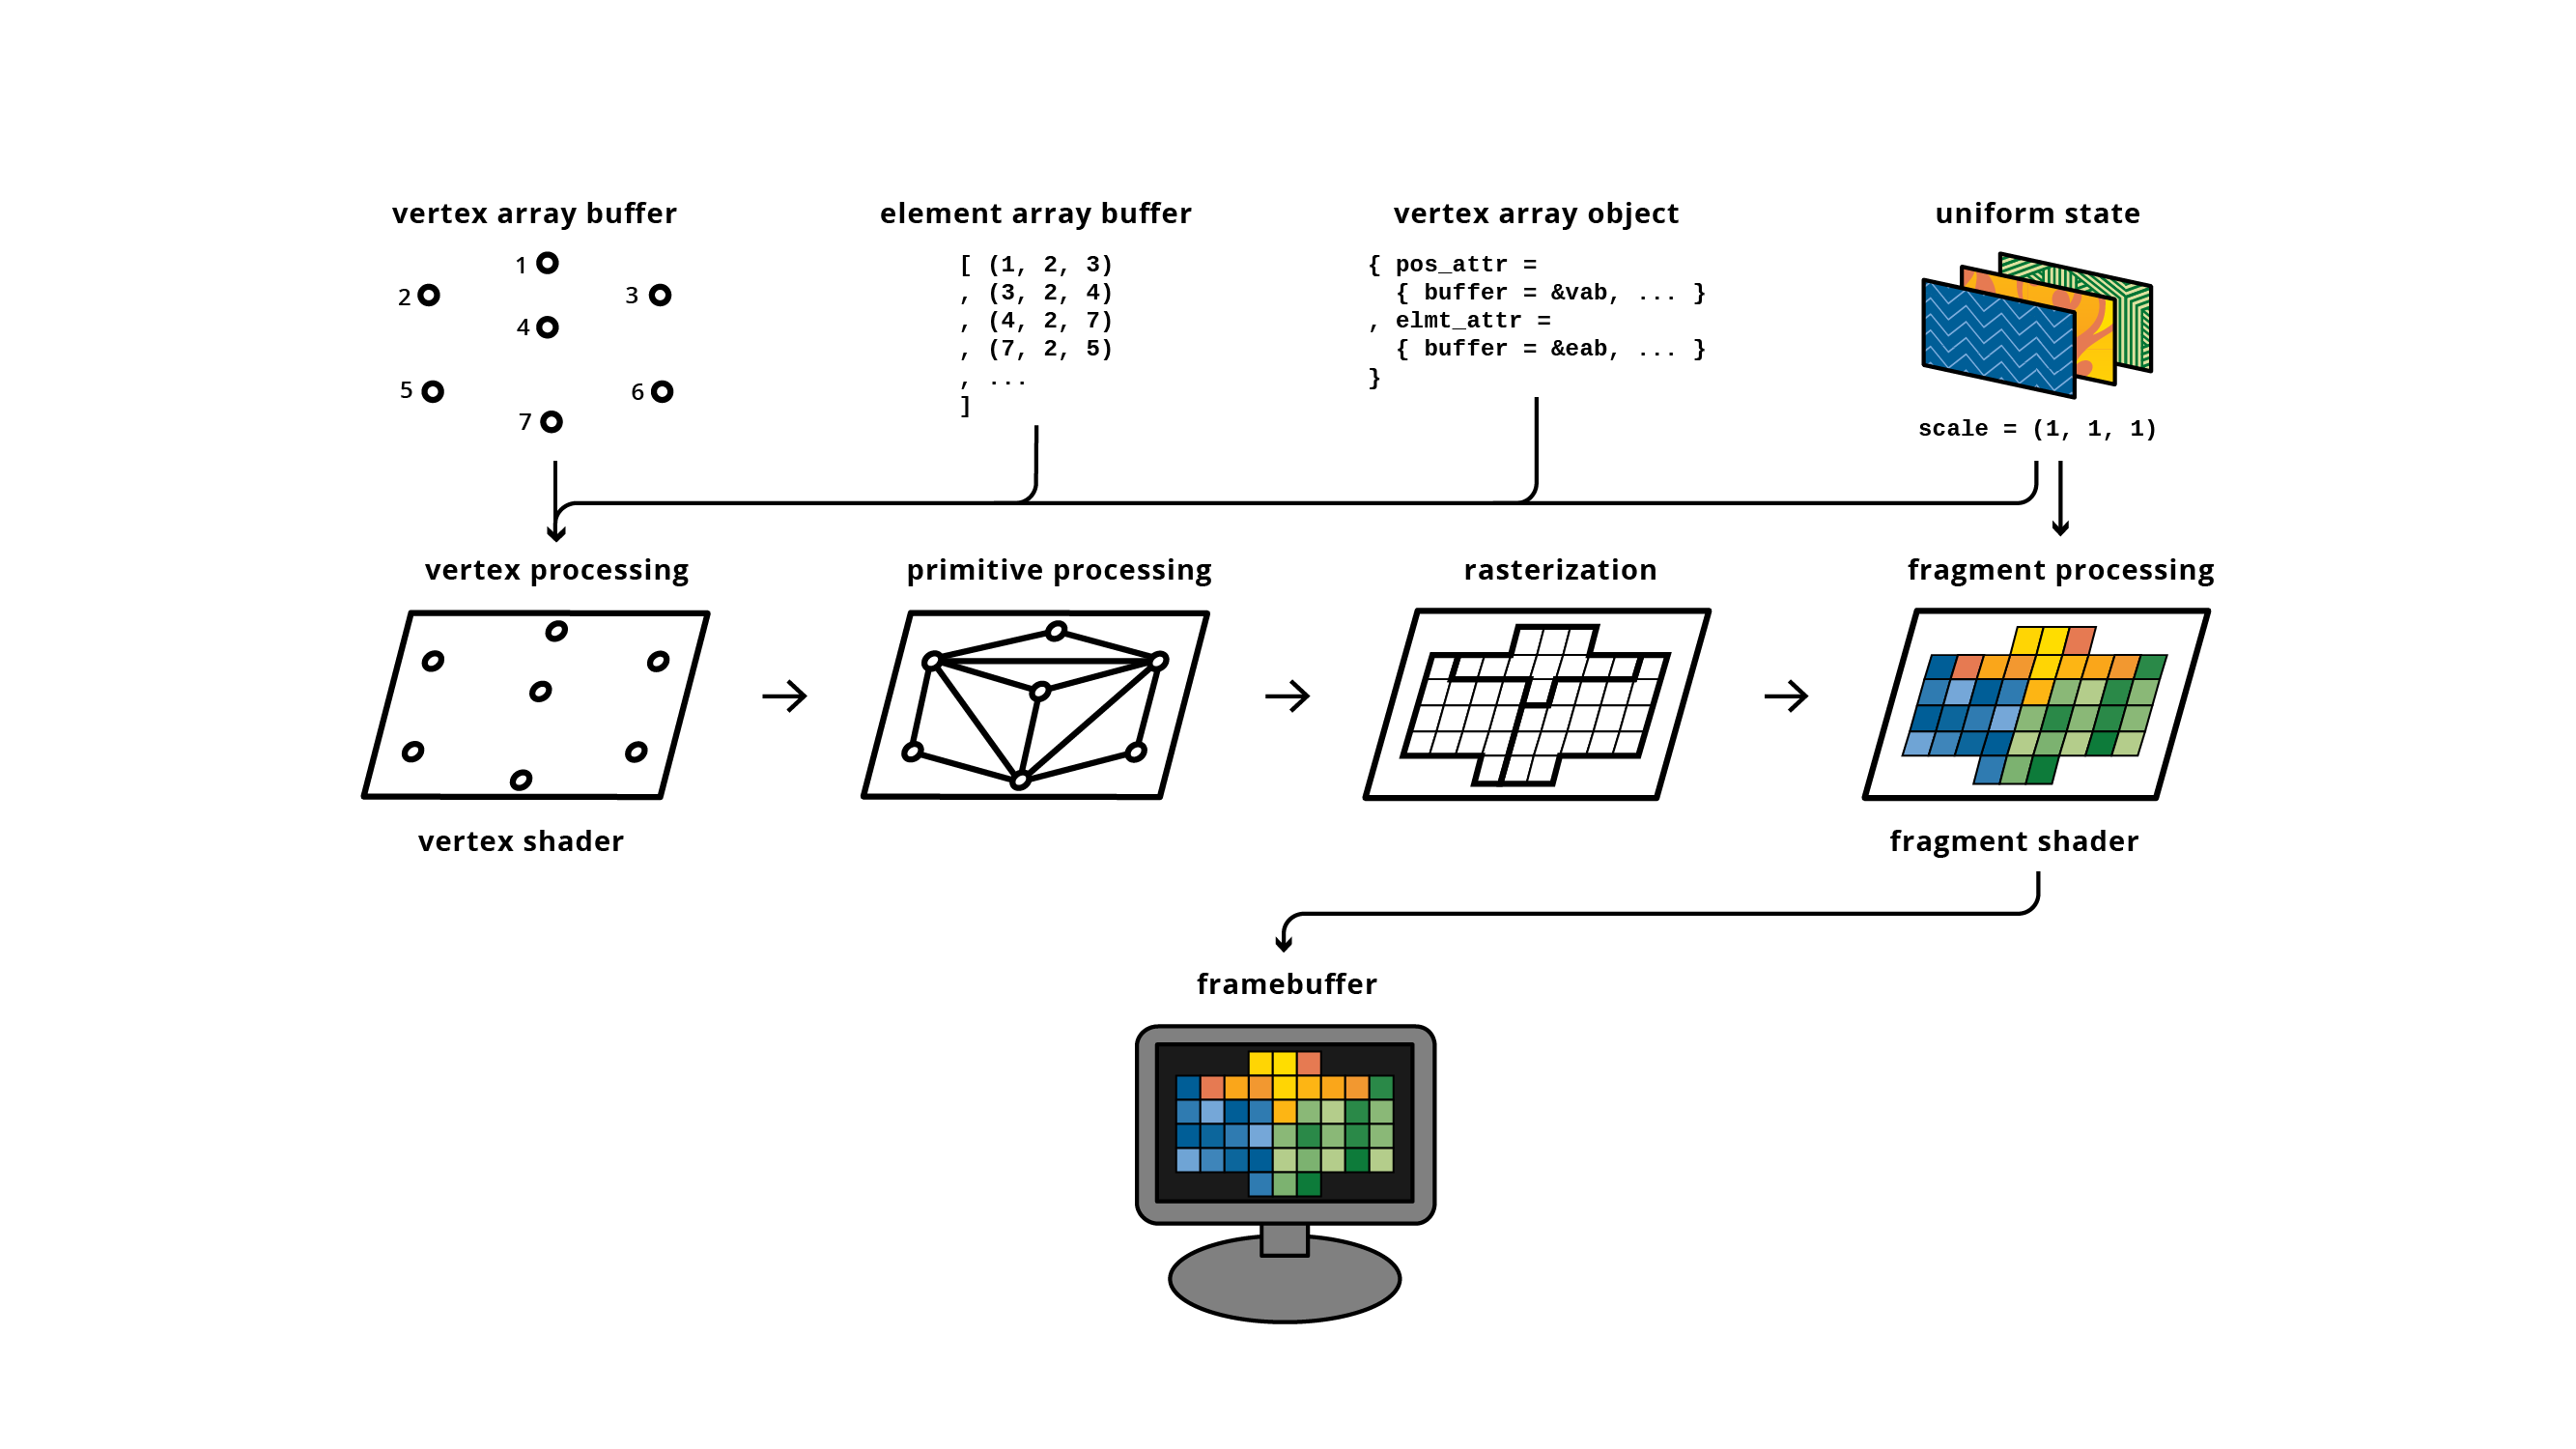 vertex array buffer
1
2
3
4
5
6
7
element array buffer
[ (1, 2, 3)
, (3, 2, 4)
, (4, 2, 7)
, (7, 2, 5)
, ...
]
vertex array object
{ pos_attr =
{ buffer = &vab, ... }
, elmt_attr =
{ buffer = &eab, ... }
}
uniform state
scale = (1, 1, 1)
vertex processing
primitive processing
rasterization
fragment processing
vertex shader
fragment shader
framebuffer